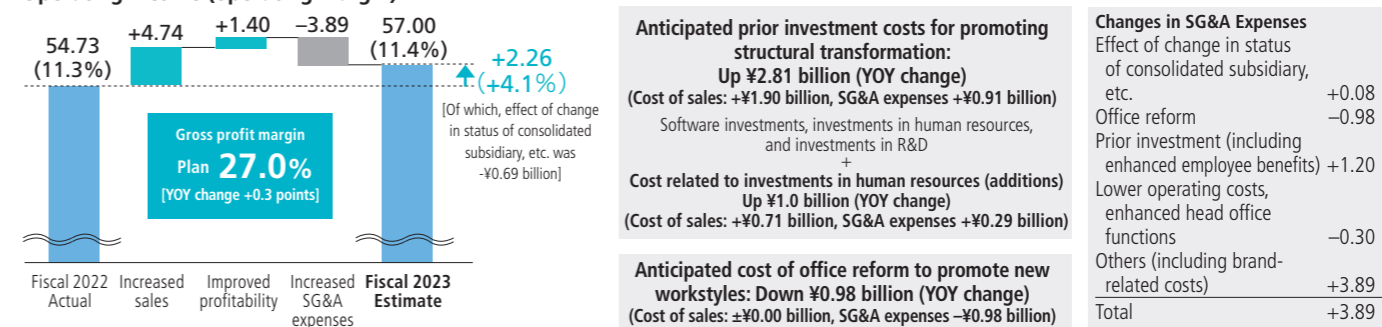 54.73
(11.3%)
+4.74
+1.40
–3.89
57.00
(11.4%)
+2.26
(+4.1%)
[Of which, effect of change
in status of consolidated
subsidiary, etc. was
-¥0.69 billion]
Gross profit margin
Plan 27.0%
[YOY change +0.3 points]
Fiscal 2022
Actual
Increased
sales
Improved
profitability
Increased
SG&A
expenses
Fiscal 2023
Estimate
Anticipated prior investment costs for promoting
structural transformation:
Up ¥2.81 billion (YOY change)
(Cost of sales: +¥1.90 billion, SG&A expenses +¥0.91 billion)
Software investments, investments in human resources,
and investments in R&D
+
Cost related to investments in human resources (additions)
Up ¥1.0 billion (YOY change)
(Cost of sales: +¥0.71 billion, SG&A expenses +¥0.29 billion)
Anticipated cost of office reform to promote new
workstyles: Down ¥0.98 billion (YOY change)
(Cost of sales: ±¥0.00 billion, SG&A expenses –¥0.98 billion)
Changes in SG&A Expenses
Effect of change in status
of consolidated subsidiary,
etc. +0.08
Office reform –0.98
Prior investment (including
enhanced employee benefits) +1.20
Lower operating costs,
enhanced head office
functions –0.30
Others (including brand-
related costs) +3.89
Total +3.89